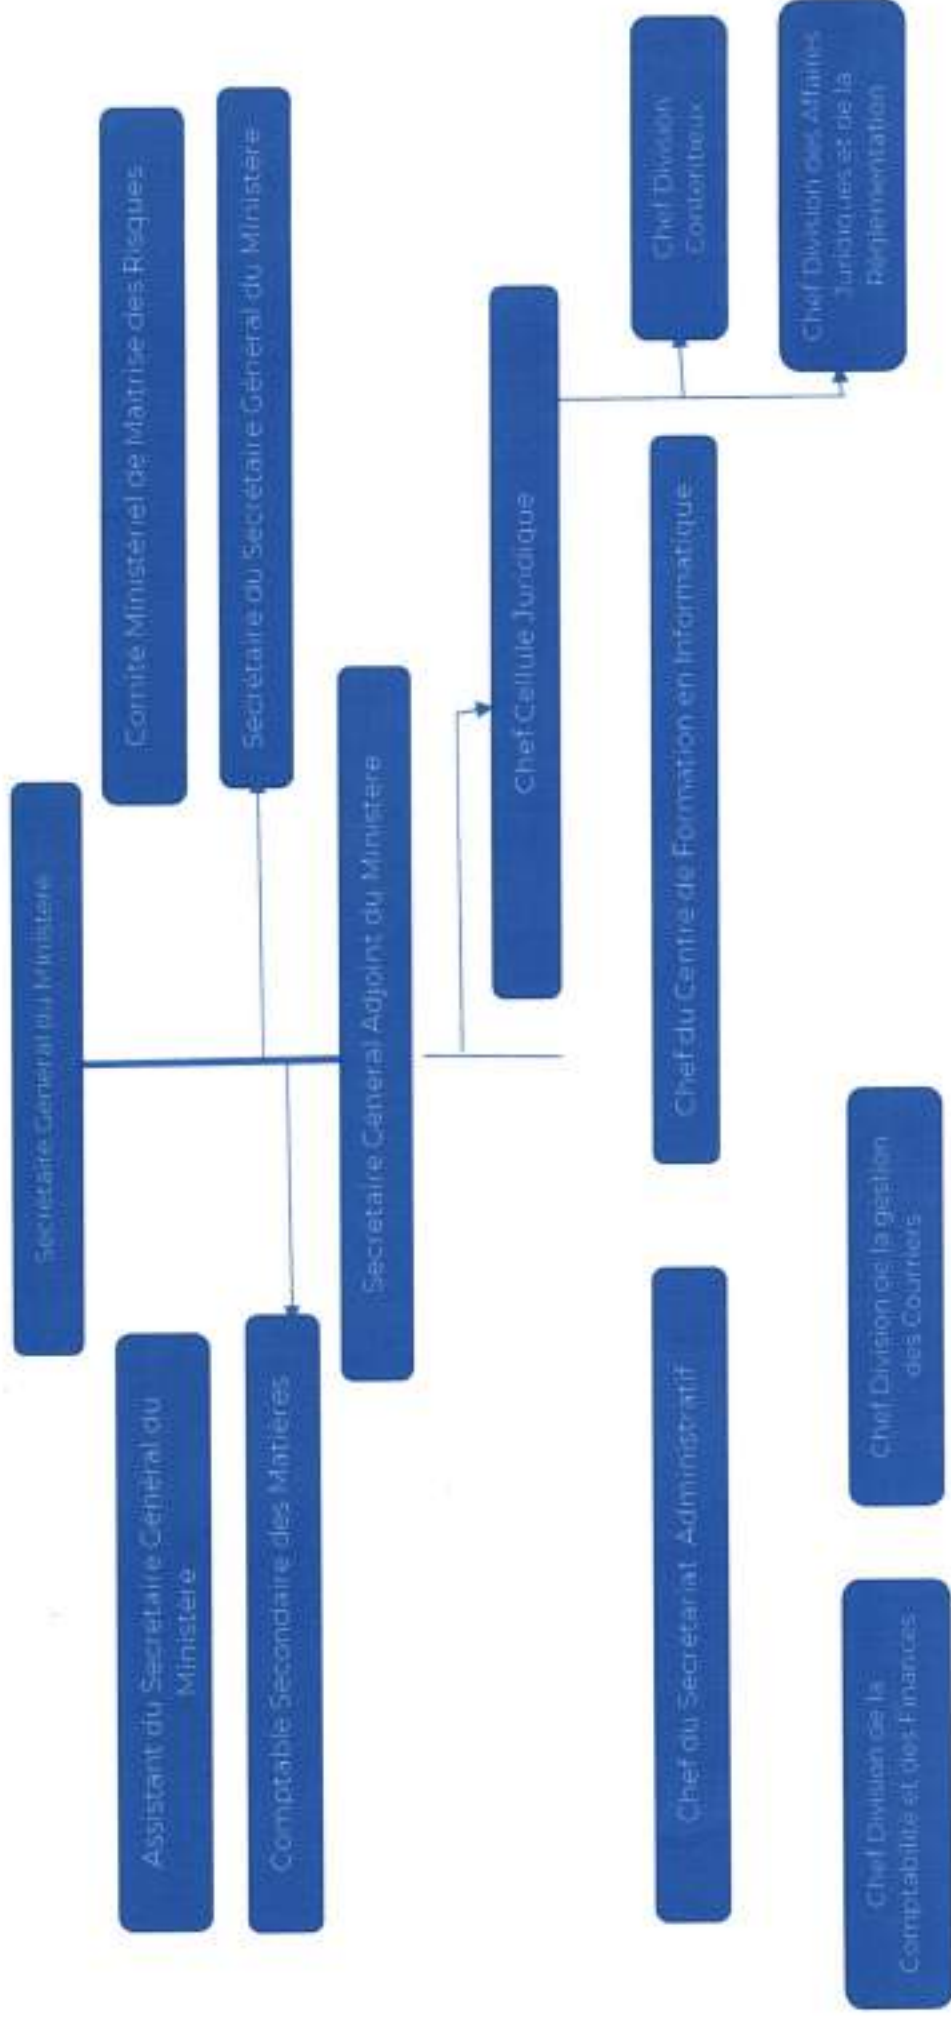 Secrétaire Général du Ministère
Comité Ministériel de Maitrise des Risques
Assistant du Secrétaire Général du
Ministère
Secrétaire du Secrétaire Général du Ministère
Comptable Secondaire des Matières
Secrétaire Général Adjoint du Ministère
Chef Cellule Juridique
Chef Division
Contentieux
Chef Division des Affaires
Juridiques et de la
Réglementation
Chef du Secrétariat Administratif
Chef du Centre de Formation en Informatique
Chef Division de la
Comptabilité et des Finances
Chef Division de la gestion
des Courriers